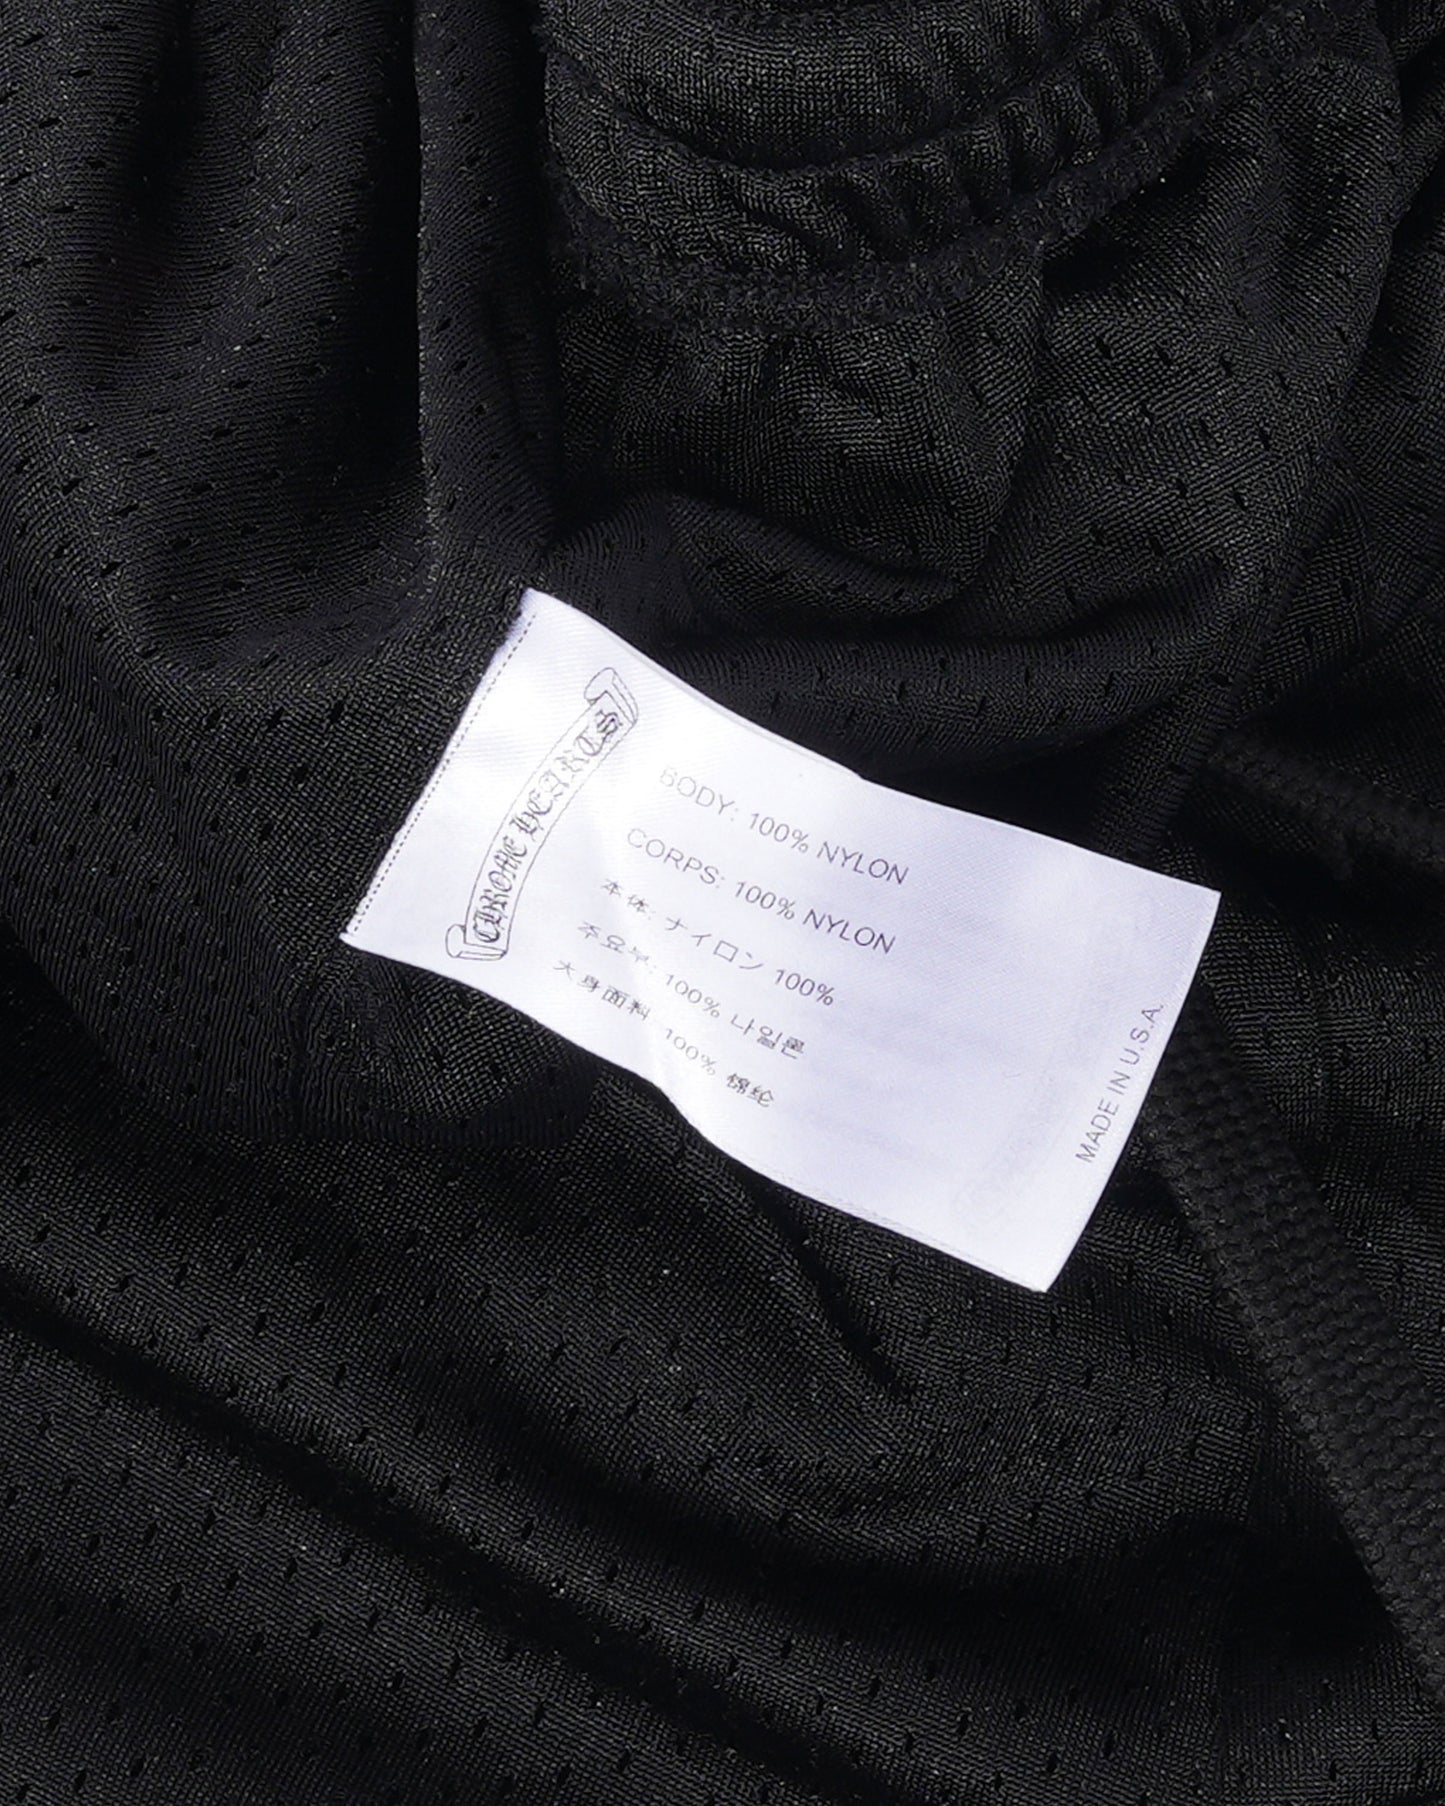 CHROME HEARTS
BODY: 100% NYLON
CORPS: 100% NYLON
本体: ナイロン 100%
주요부: 100% 나일론
大身面料: 100% 锦纶
MADE IN U.S.A.